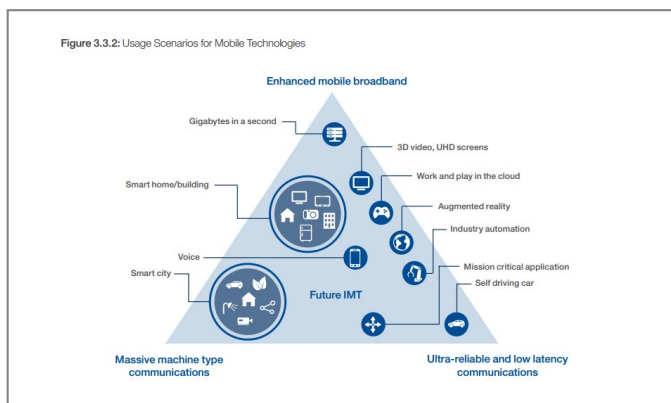 Figure 3.3.2: Usage Scenarios for Mobile Technologies
Enhanced mobile broadband
Gigabytes in a second
3D video, UHD screens
Smart home/building
Work and play in the cloud
Augmented reality
Industry automation
Voice
Mission critical application
Smart city
Self driving car
Future IMT
Massive machine type
communications
Ultra-reliable and low latency
communications